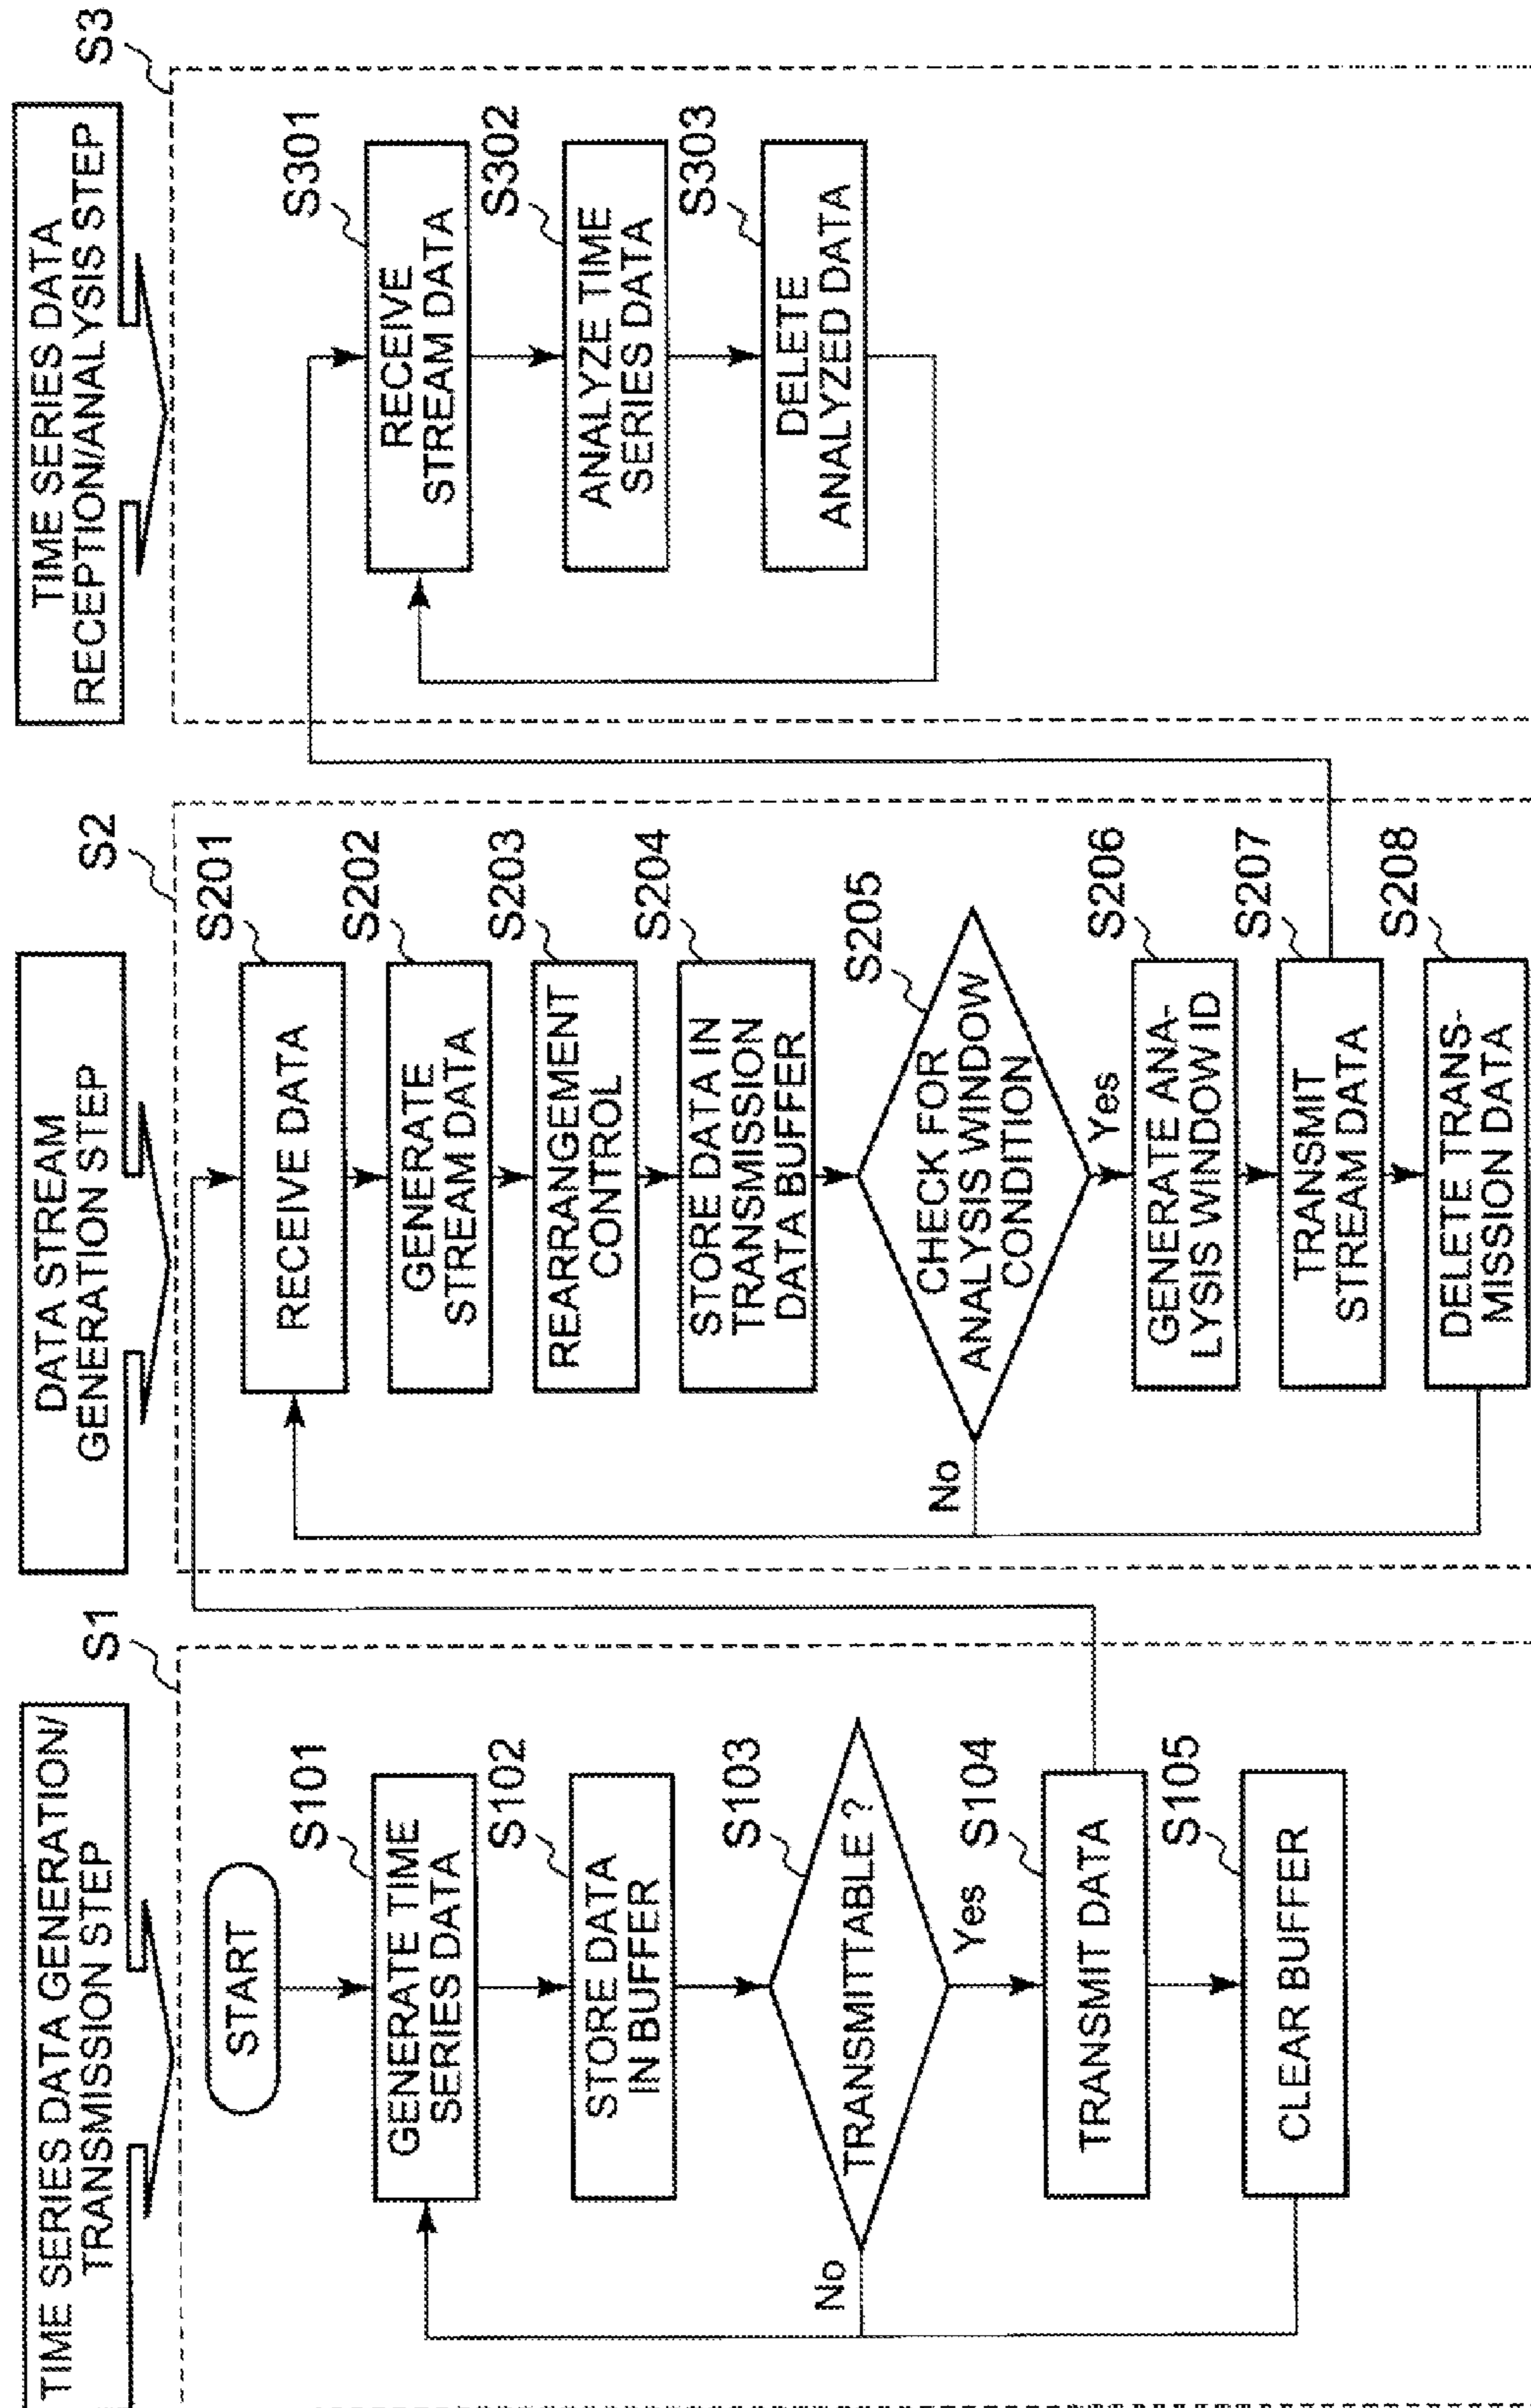 TIME SERIES DATA GENERATION/
TRANSMISSION STEP
S1
START
S101
GENERATE TIME
SERIES DATA
S102
STORE DATA
IN BUFFER
S103
TRANSMITTABLE ?
No
Yes
S104
TRANSMIT DATA
S105
CLEAR BUFFER
DATA STREAM
GENERATION STEP
S2
S201
RECEIVE DATA
S202
GENERATE
STREAM DATA
S203
REARRANGEMENT
CONTROL
S204
STORE DATA IN
TRANSMISSION
DATA BUFFER
S205
CHECK FOR
ANALYSIS WINDOW
CONDITION
No
Yes
S206
GENERATE ANA-
LYSIS WINDOW ID
S207
TRANSMIT
STREAM DATA
S208
DELETE TRANS-
MISSION DATA
TIME SERIES DATA
RECEPTION/ANALYSIS STEP
S3
S301
RECEIVE
STREAM DATA
S302
ANALYZE TIME
SERIES DATA
S303
DELETE
ANALYZED DATA